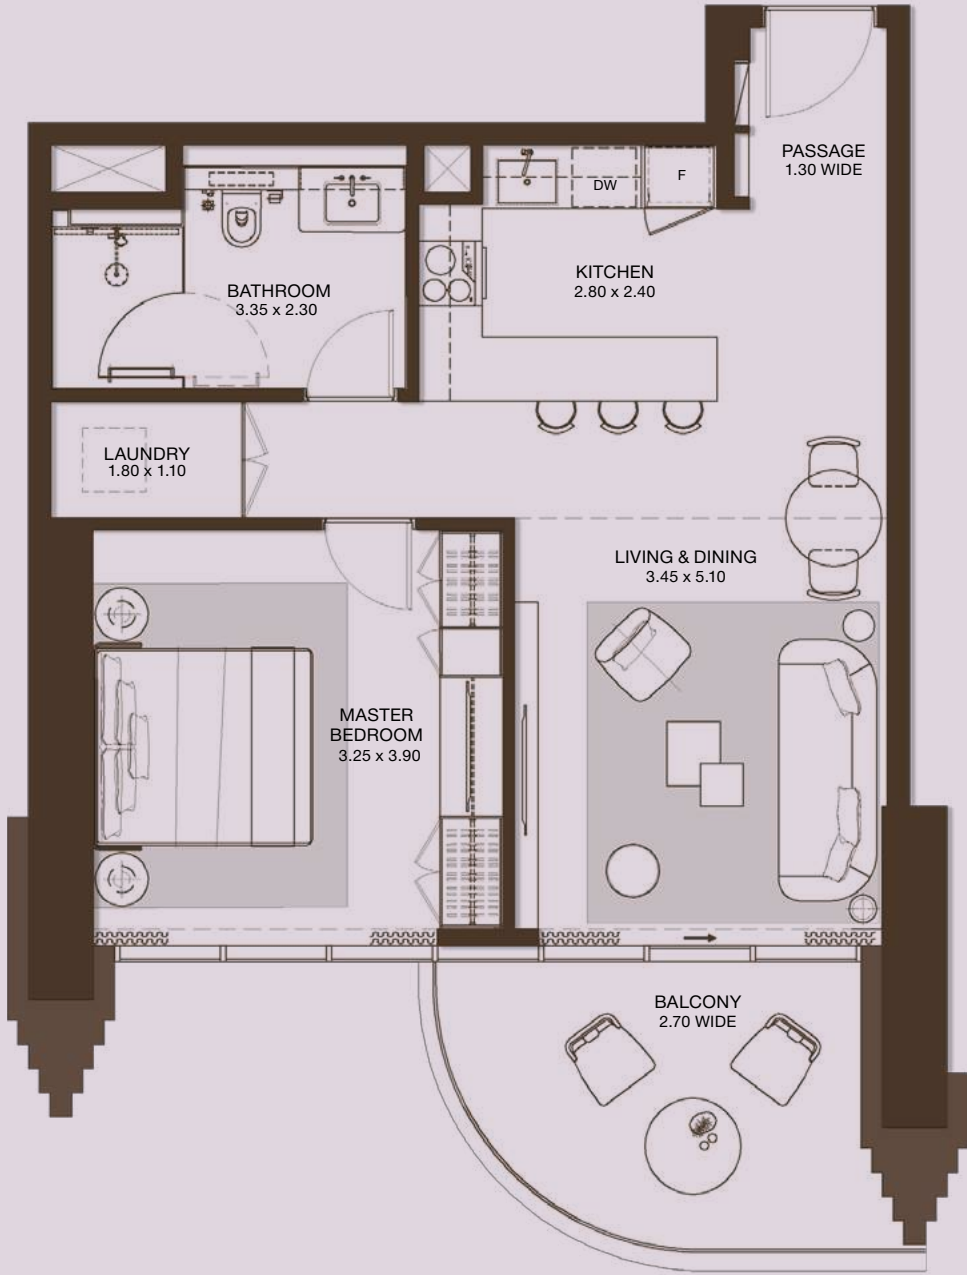 PASSAGE
1.30 WIDE
DW
F
KITCHEN
2.80 x 2.40
BATHROOM
3.35 x 2.30
LAUNDRY
1.80 x 1.10
LIVING & DINING
3.45 x 5.10
MASTER
BEDROOM
3.25 x 3.90
BALCONY
2.70 WIDE